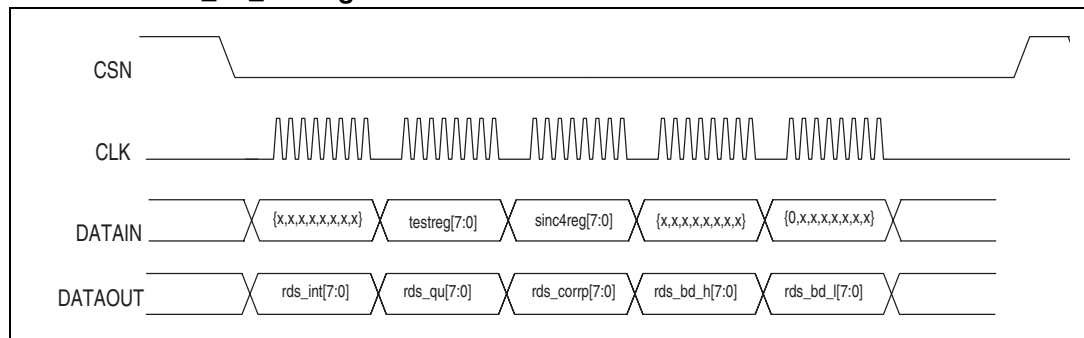 CSN
CLK
DATAIN {x,x,x,x,x,x,x,x} testreg[7:0] sinc4reg[7:0] {x,x,x,x,x,x,x,x} {0,x,x,x,x,x,x,x}
DATAOUT rds_int[7:0] rds_qu[7:0] rds_corrp[7:0] rds_bd_h[7:0] rds_bd_l[7:0]